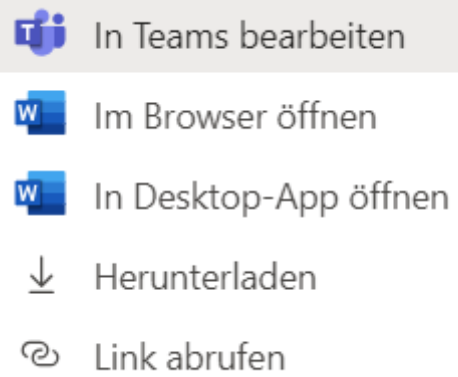 In Teams bearbeiten
Im Browser öffnen
In Desktop-App öffnen
Herunterladen
Link abrufen